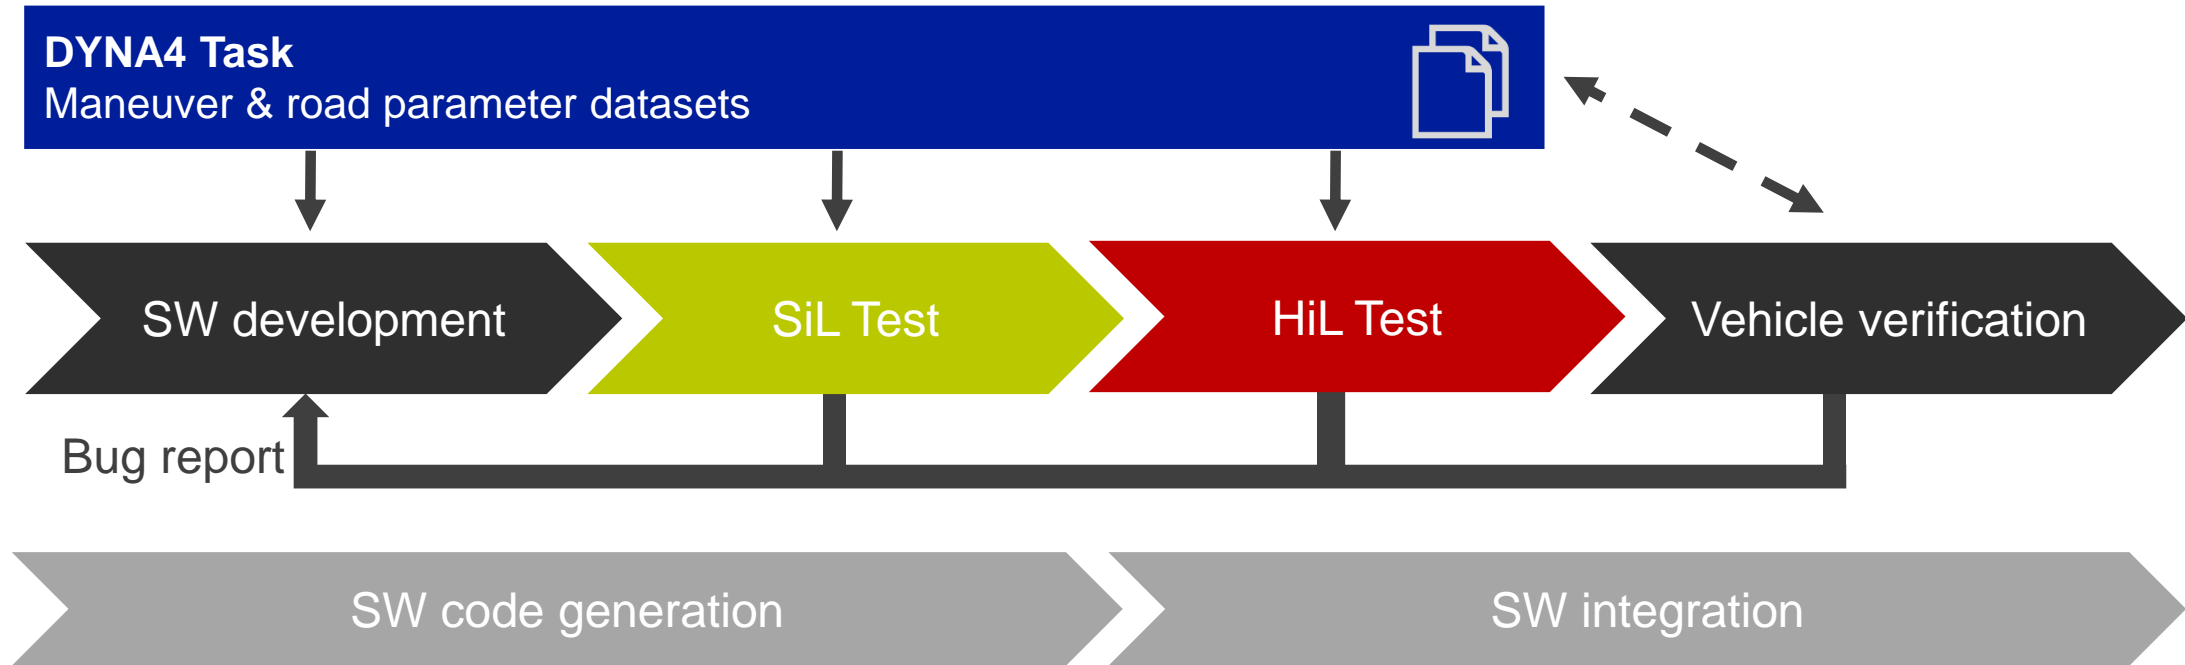 DYNA4 Task
Maneuver & road parameter datasets
SW development
SiL Test
HiL Test
Vehicle verification
Bug report
SW code generation
SW integration